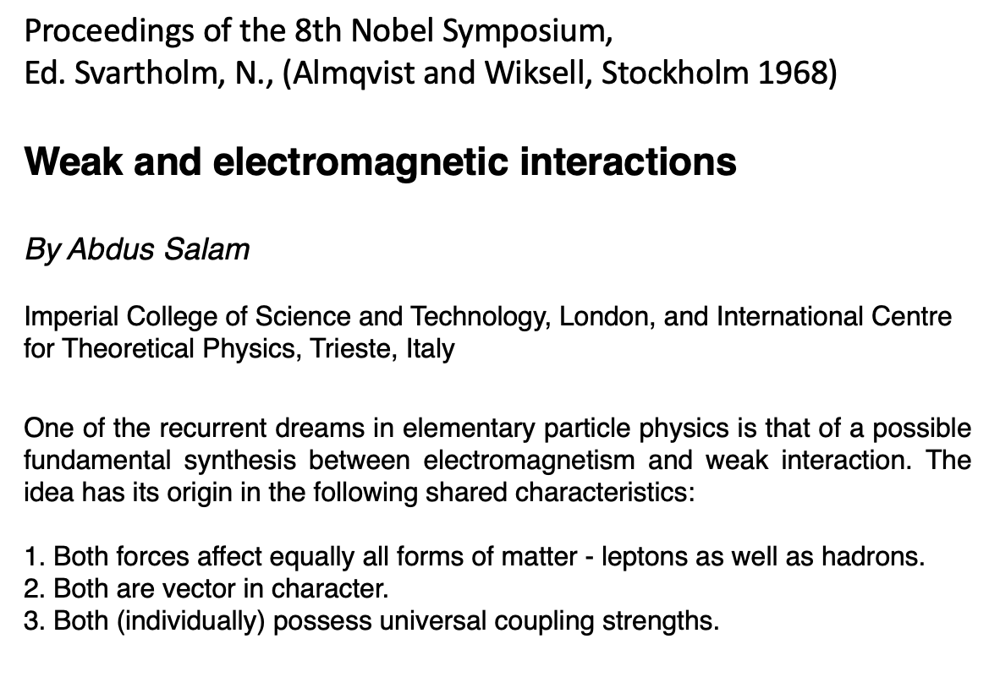 Proceedings of the 8th Nobel Symposium,
Ed. Svartholm, N., (Almqvist and Wiksell, Stockholm 1968)
Weak and electromagnetic interactions
By Abdus Salam
Imperial College of Science and Technology, London, and International Centre
for Theoretical Physics, Trieste, Italy
One of the recurrent dreams in elementary particle physics is that of a possible
fundamental synthesis between electromagnetism and weak interaction. The
idea has its origin in the following shared characteristics:
1. Both forces affect equally all forms of matter - leptons as well as hadrons.
2. Both are vector in character.
3. Both (individually) possess universal coupling strengths.